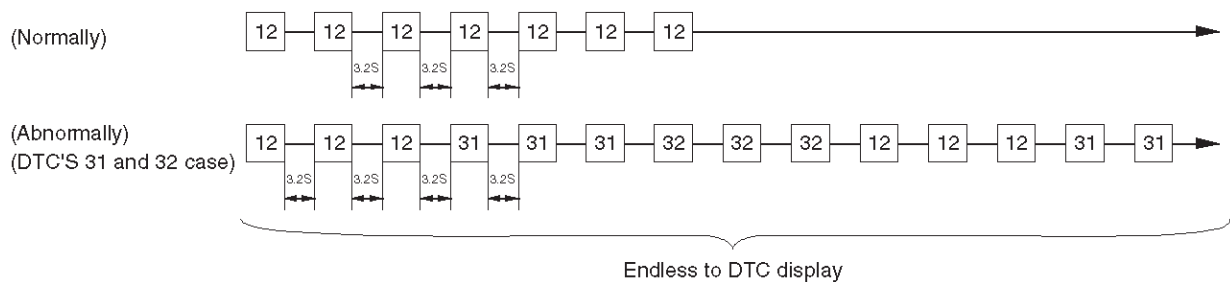 (Normally) 12 12 12 12 12 12 12
3.2S 3.2S 3.2S
(Abnormally)
(DTC'S 31 and 32 case)
12 12 12 31 31 31 32 32 32 12 12 12 31 31
3.2S 3.2S 3.2S 3.2S
Endless to DTC display